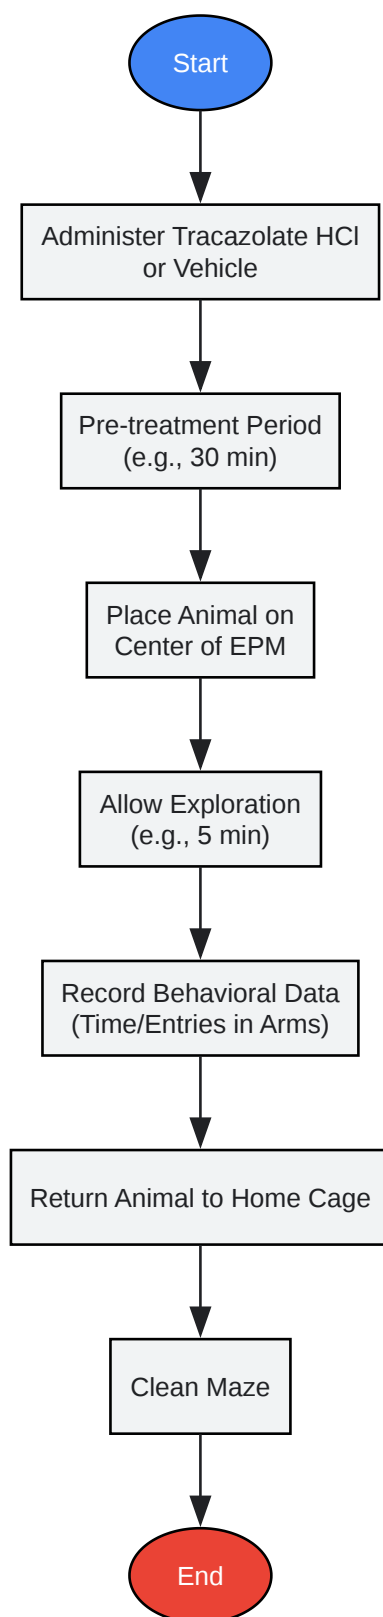 Start
Administer Tracazolate HCl
or Vehicle
Pre-treatment Period
(e.g., 30 min)
Place Animal on
Center of EPM
Allow Exploration
(e.g., 5 min)
Record Behavioral Data
(Time/Entries in Arms)
Return Animal to Home Cage
Clean Maze
End